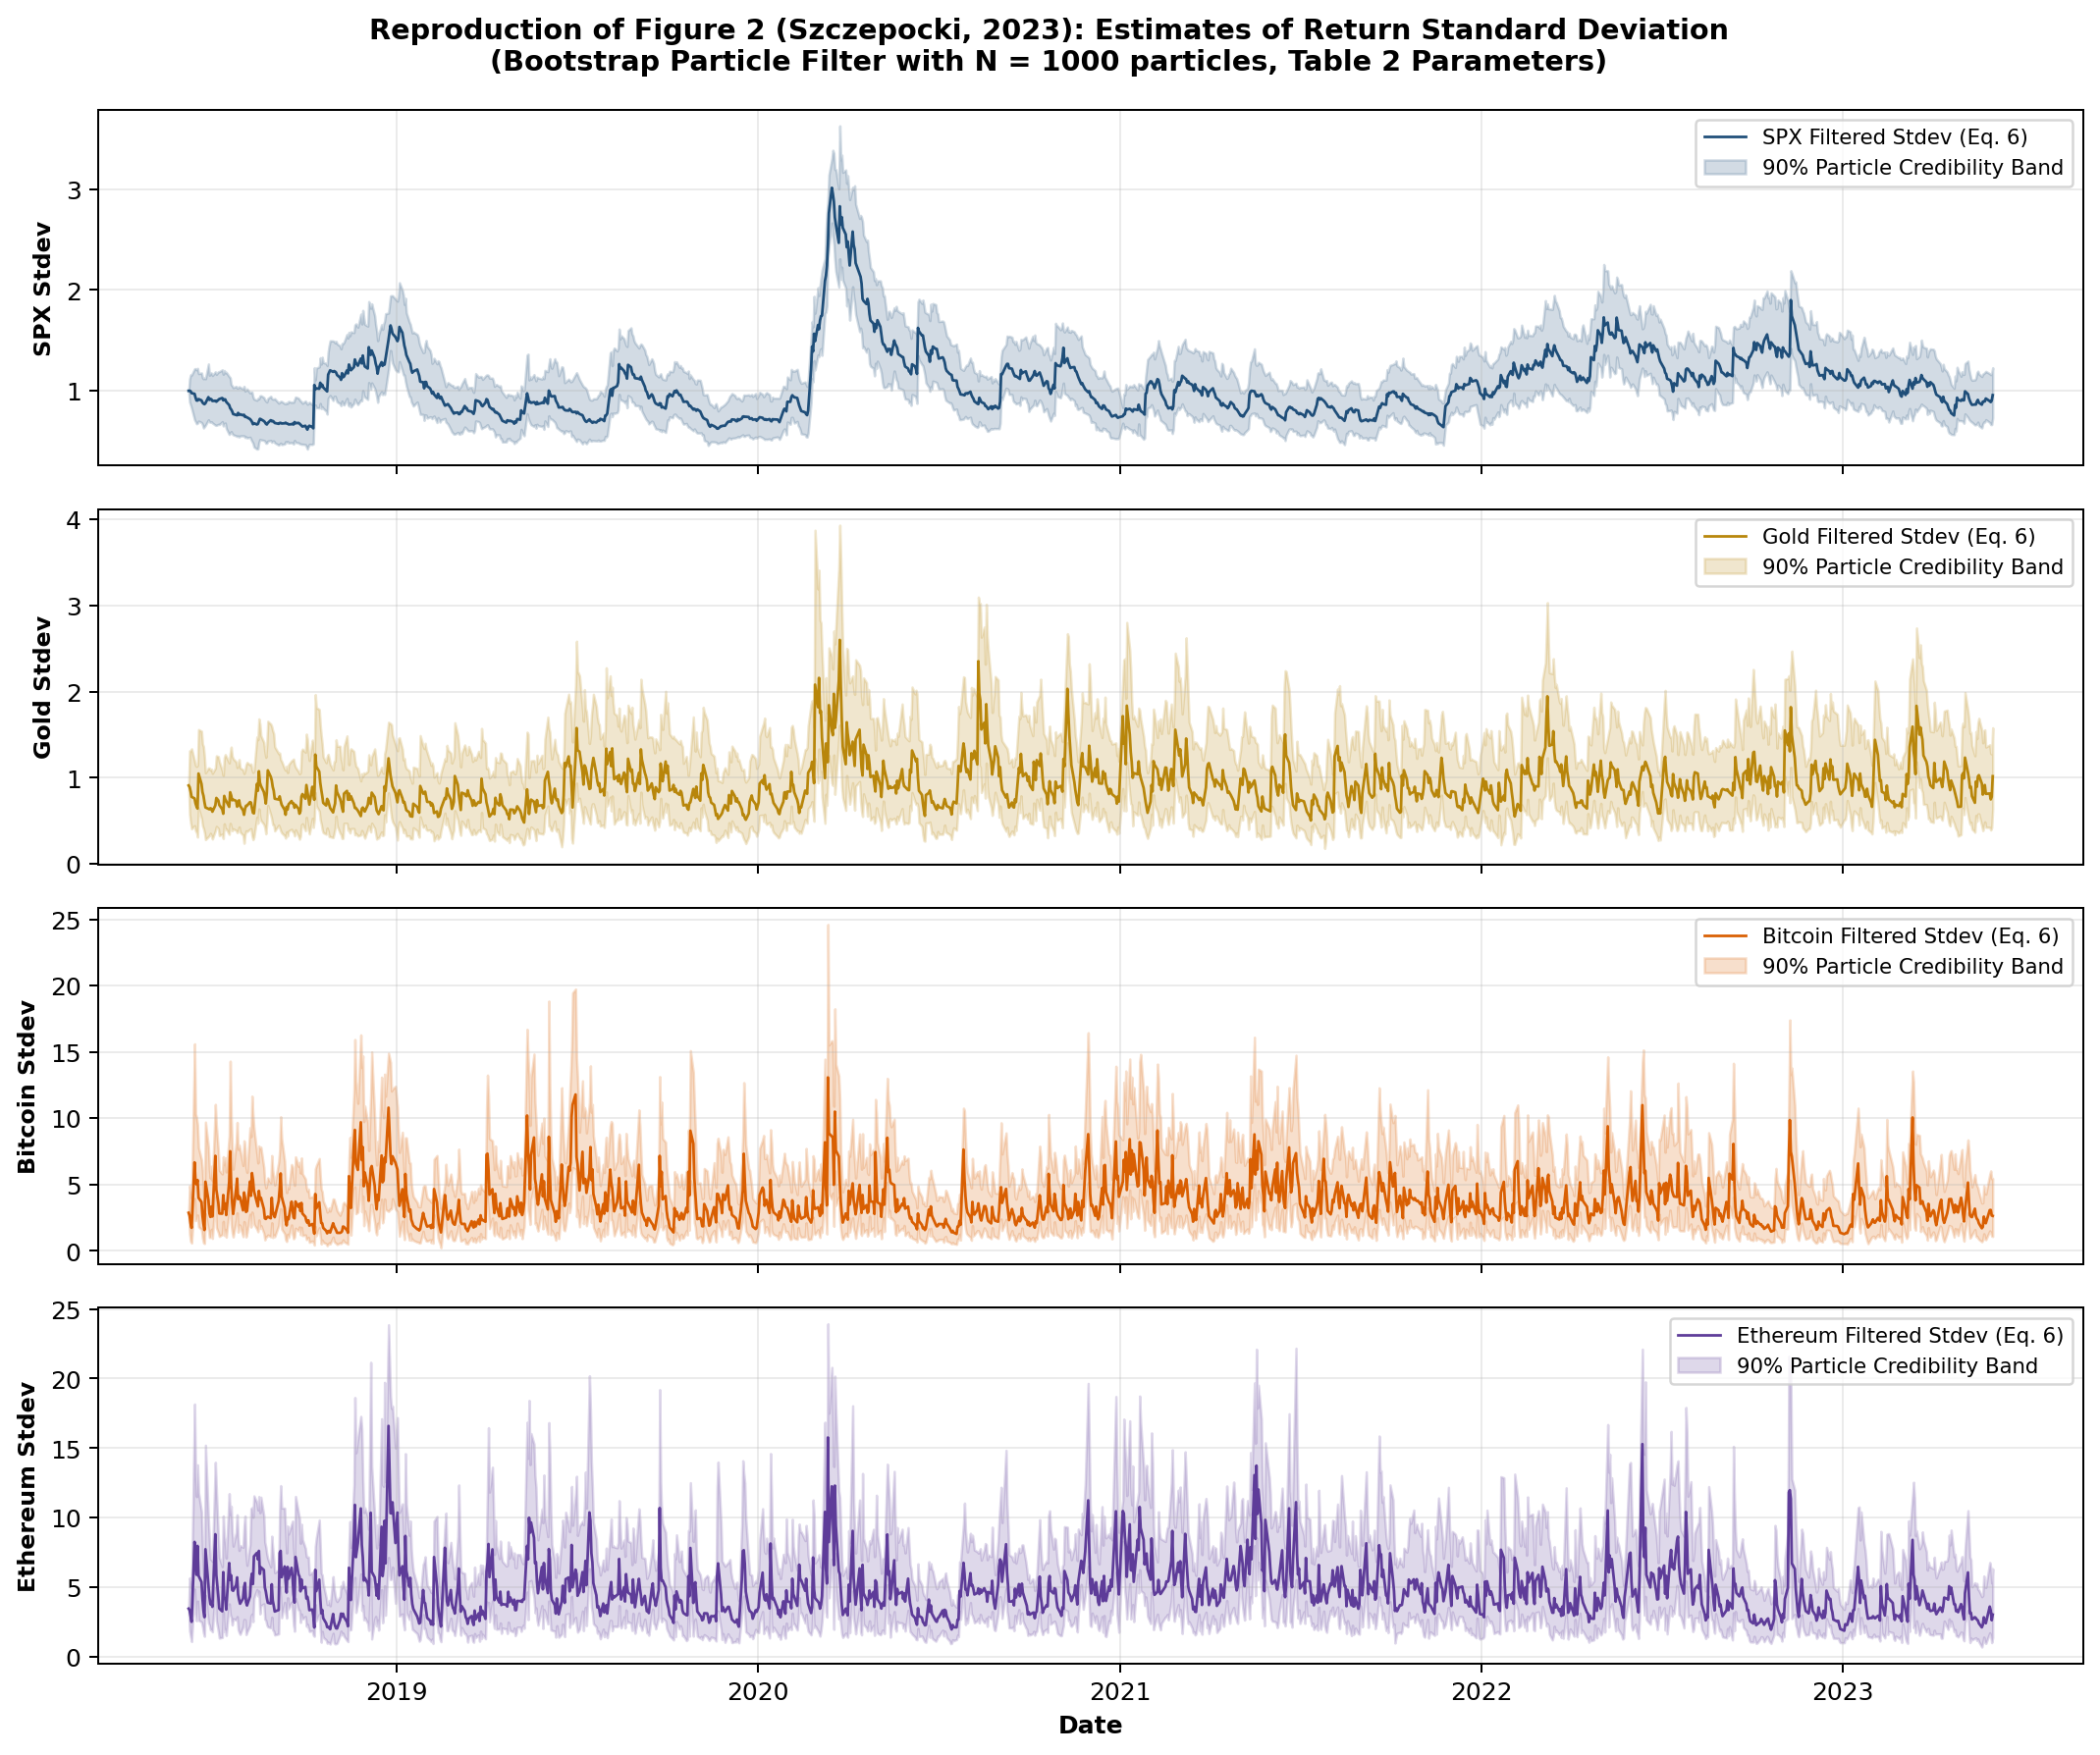 Reproduction of Figure 2 (Szczepocki, 2023): Estimates of Return Standard Deviation
(Bootstrap Particle Filter with N = 1000 particles, Table 2 Parameters)
SPX Filtered Stdev (Eq. 6)
90% Particle Credibility Band
SPX Stdev
3
2
1
Gold Filtered Stdev (Eq. 6)
90% Particle Credibility Band
Gold Stdev
4
3
2
1
0
Bitcoin Filtered Stdev (Eq. 6)
90% Particle Credibility Band
Bitcoin Stdev
25
20
15
10
5
0
Ethereum Filtered Stdev (Eq. 6)
90% Particle Credibility Band
Ethereum Stdev
25
20
15
10
5
0
2019 2020 2021 2022 2023
Date